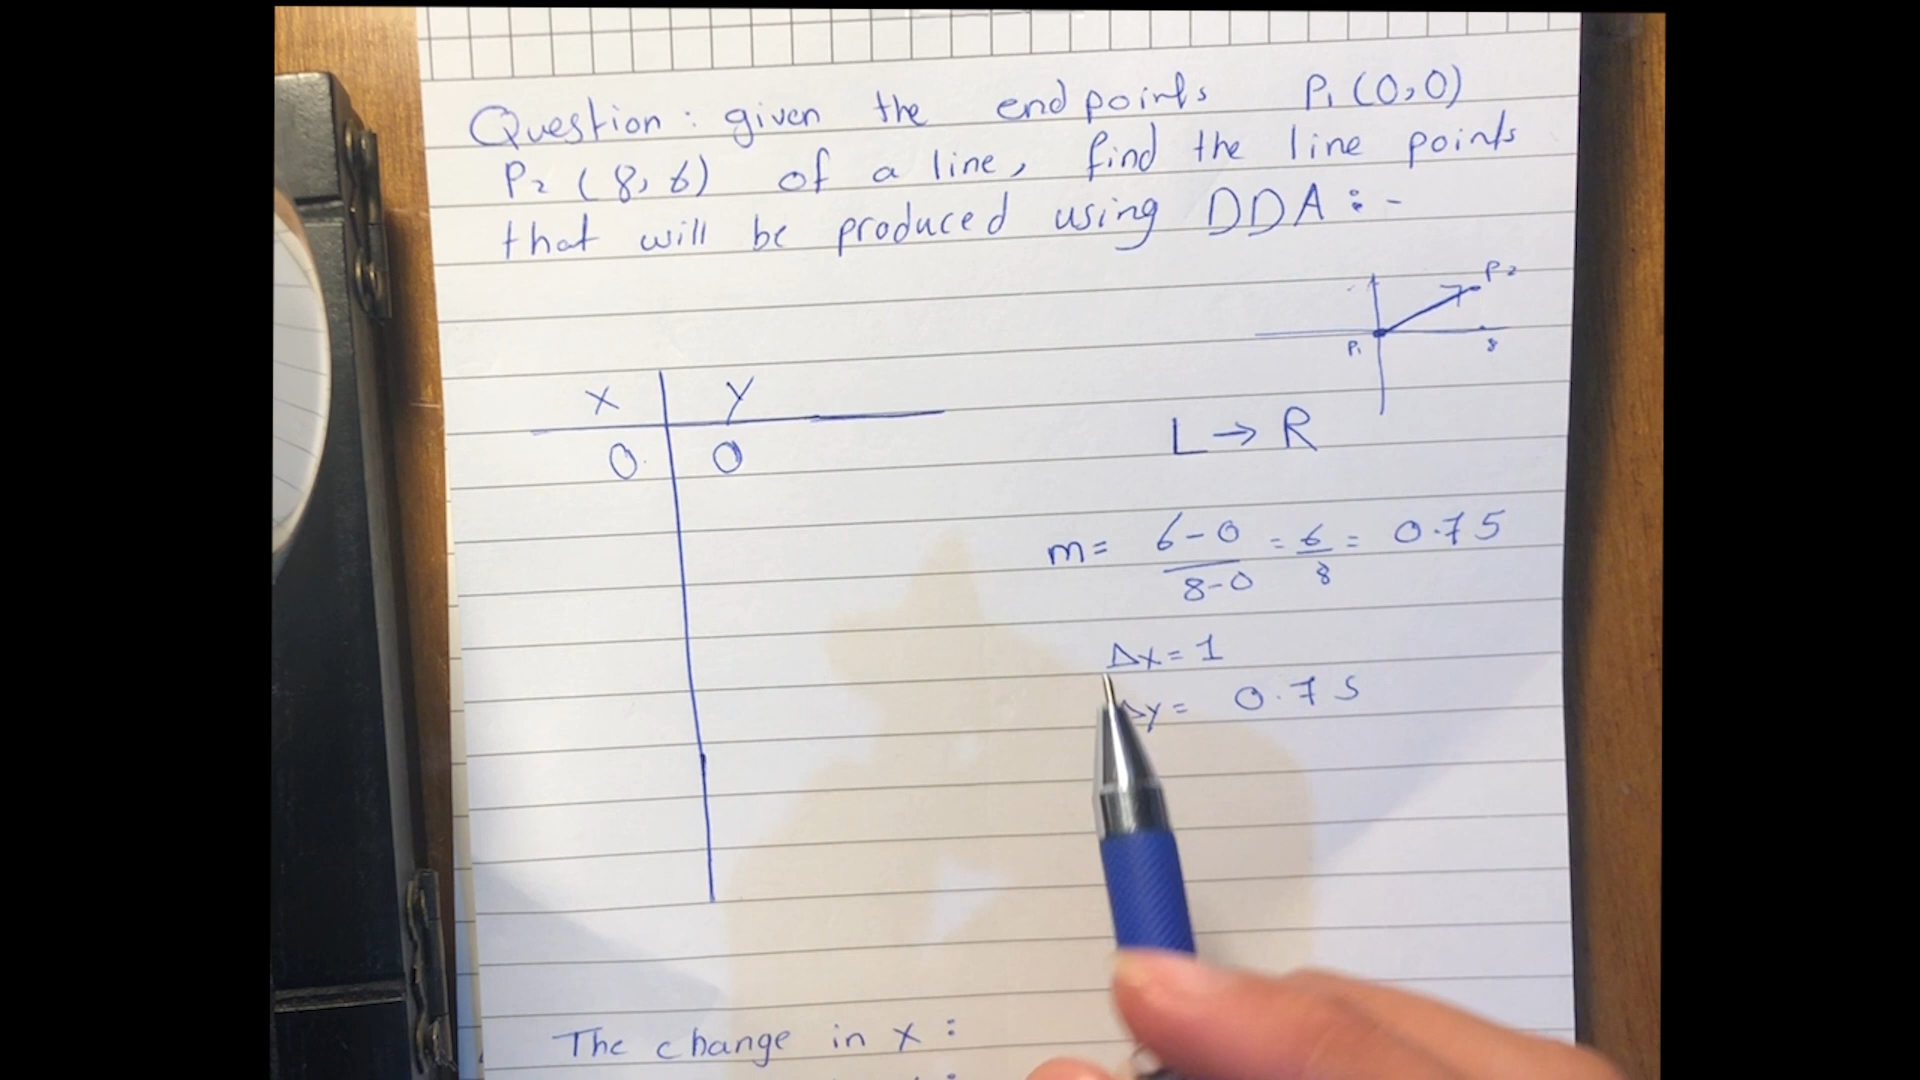 Question: given the endpoints P1 (0,0)
P2 (8,6) of a line, find the line points
that will be produced using DDA:-
P2
P1
8
X Y
0 0
L → R
m= 6-0 = 6 = 0.75
8-0 8
Δx=1
Δy= 0.75
The change in x: